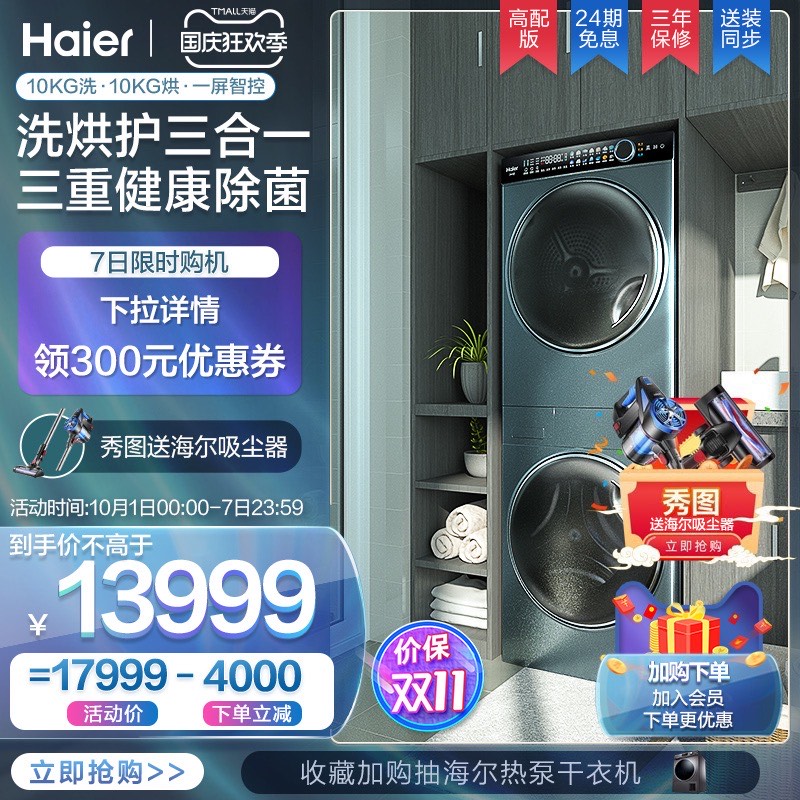 Haier
TMALL天猫
国庆狂欢季
高配版
24期免息
三年保修
送装同步
10KG洗·10KG烘·一屏智控
洗烘护三合一
三重健康除菌
7日限时购机
下拉详情
领300元优惠券
秀图送海尔吸尘器
活动时间:10月1日00:00-7日23:59
到手价不高于
¥13999
=17999-4000
活动价
下单立减
Haier
秀图
送海尔吸尘器
立即抢购
价保
双11
加购下单
加入会员
下单更优惠
立即抢购>>
收藏加购抽海尔热泵干衣机